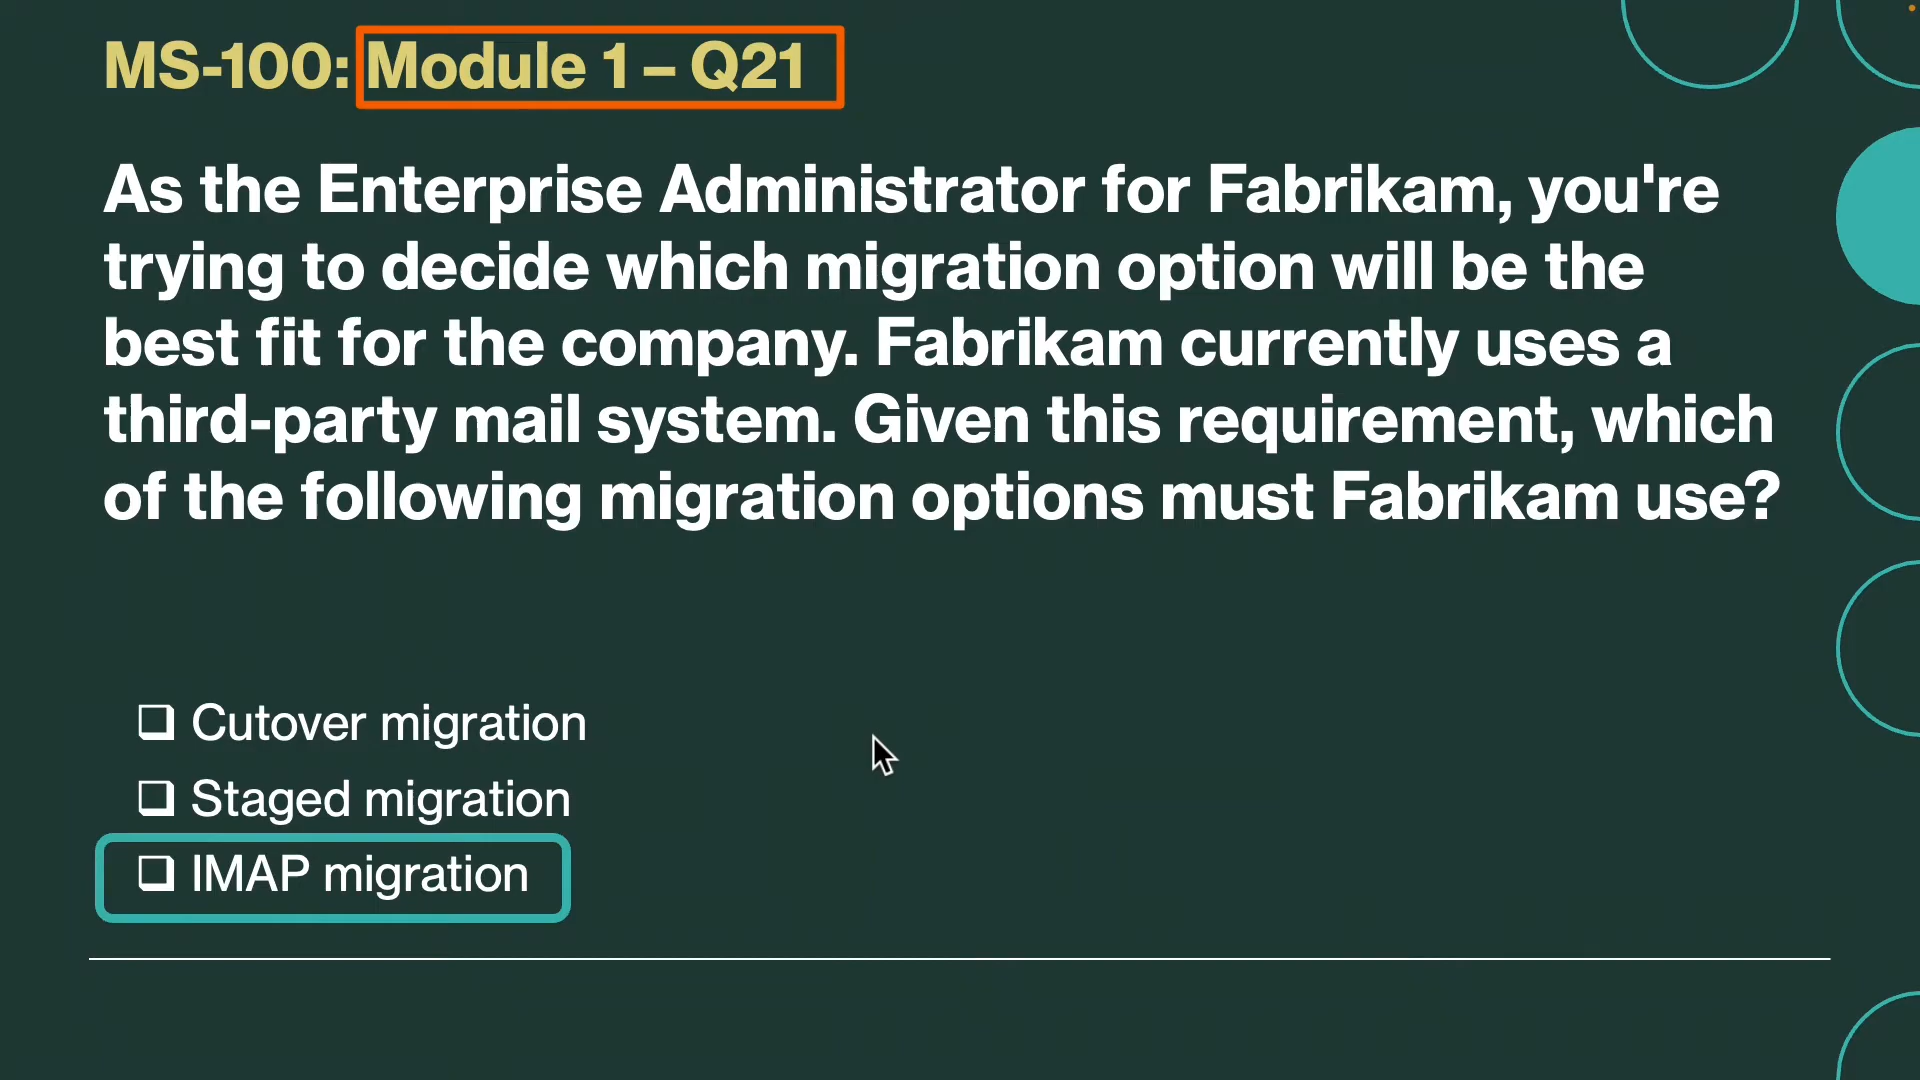 MS-100: Module 1 – Q21
As the Enterprise Administrator for Fabrikam, you're
trying to decide which migration option will be the
best fit for the company. Fabrikam currently uses a
third-party mail system. Given this requirement, which
of the following migration options must Fabrikam use?
❏ Cutover migration
❏ Staged migration
❏ IMAP migration